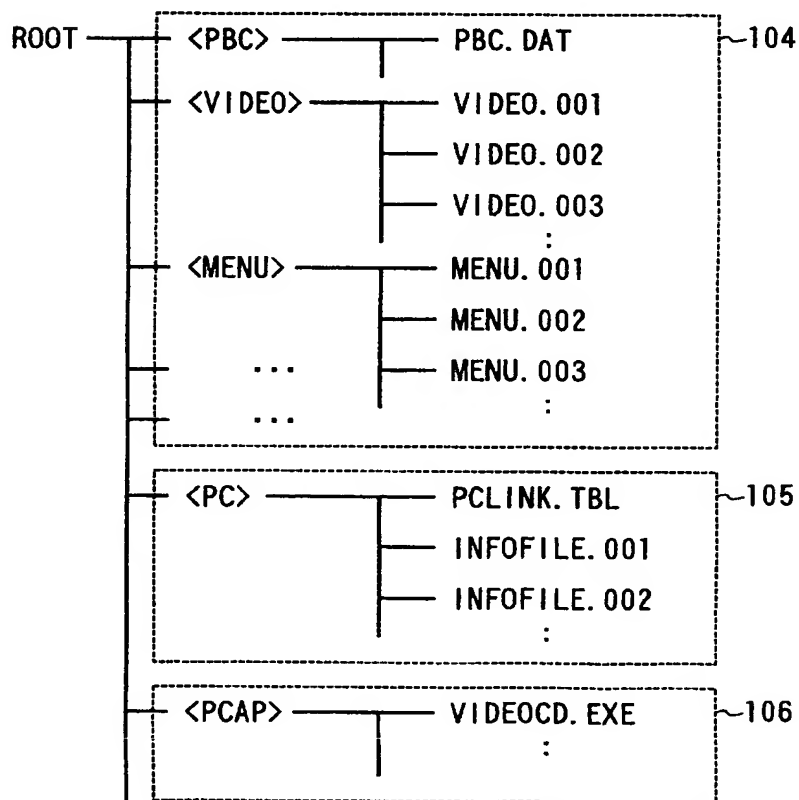 ROOT <PBC> PBC.DAT 104
<VIDEO> VIDEO.001
VIDEO.002
VIDEO.003
:
<MENU> MENU.001
MENU.002
... MENU.003
... :
<PC> PCLINK.TBL 105
INFOFILE.001
INFOFILE.002
:
<PCAP> VIDEOCD.EXE 106
: